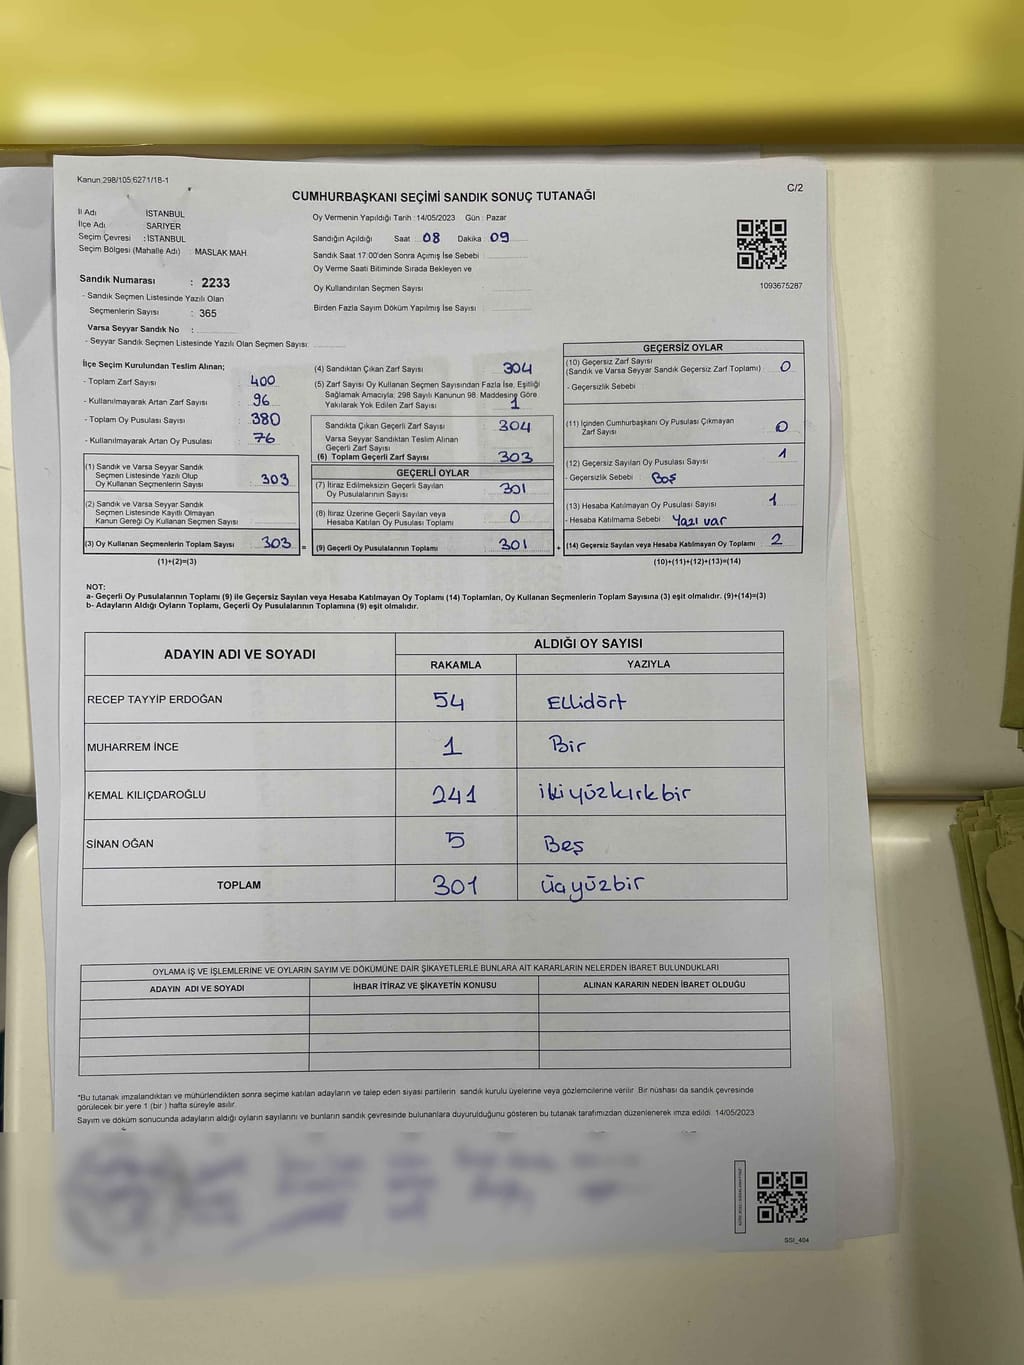 Kanun:298/105;6271/18-1
C/2
CUMHURBAŞKANI SEÇİMİ SANDIK SONUÇ TUTANAĞI
İl Adı İSTANBUL
İlçe Adı SARIYER
Seçim Çevresi : İSTANBUL
Seçim Bölgesi (Mahalle Adı) : MASLAK MAH.
Sandık Numarası : 2233
- Sandık Seçmen Listesinde Yazılı Olan
Seçmenlerin Sayısı : 365
Varsa Seyyar Sandık No :
- Seyyar Sandık Seçmen Listesinde Yazılı Olan Seçmen Sayısı:
Oy Vermenin Yapıldığı Tarih : 14/05/2023 Gün : Pazar
Sandığın Açıldığı Saat 08 Dakika 09
Sandık Saat 17:00'den Sonra Açılmış İse Sebebi :
Oy Verme Saati Bitiminde Sırada Bekleyen ve
Oy Kullandırılan Seçmen Sayısı :
Birden Fazla Sayım Döküm Yapılmış İse Sayısı :
1093675287
İlçe Seçim Kurulundan Teslim Alınan;
- Toplam Zarf Sayısı : 400
- Kullanılmayarak Artan Zarf Sayısı : 96
- Toplam Oy Pusulası Sayısı : 380
- Kullanılmayarak Artan Oy Pusulası : 76
(1) Sandık ve Varsa Seyyar Sandık
Seçmen Listesinde Yazılı Olup
Oy Kullanan Seçmenlerin Sayısı : 303
(2) Sandık ve Varsa Seyyar Sandık
Seçmen Listesinde Kayıtlı Olmayan
Kanun Gereği Oy Kullanan Seçmen Sayısı :
(3) Oy Kullanan Seçmenlerin Toplam Sayısı : 303 =
(1)+(2)=(3)
(4) Sandıktan Çıkan Zarf Sayısı 304
(5) Zarf Sayısı Oy Kullanan Seçmen Sayısından Fazla İse, Eşitliği
Sağlamak Amacıyla; 298 Sayılı Kanunun 98. Maddesine Göre
Yakılarak Yok Edilen Zarf Sayısı 1
Sandıkta Çıkan Geçerli Zarf Sayısı 304
Varsa Seyyar Sandıktan Teslim Alınan
Geçerli Zarf Sayısı
(6) Toplam Geçerli Zarf Sayısı 303
GEÇERLİ OYLAR
(7) İtiraz Edilmeksizin Geçerli Sayılan
Oy Pusulalarının Sayısı 301
(8) İtiraz Üzerine Geçerli Sayılan veya
Hesaba Katılan Oy Pusulası Toplamı 0
(9) Geçerli Oy Pusulalarının Toplamı 301 +
GEÇERSİZ OYLAR
(10) Geçersiz Zarf Sayısı
(Sandık ve Varsa Seyyar Sandık Geçersiz Zarf Toplamı) 0
- Geçersizlik Sebebi
(11) İçinden Cumhurbaşkanı Oy Pusulası Çıkmayan
Zarf Sayısı 0
(12) Geçersiz Sayılan Oy Pusulası Sayısı 1
- Geçersizlik Sebebi Boş
(13) Hesaba Katılmayan Oy Pusulası Sayısı 1
- Hesaba Katılmama Sebebi Yazı var
(14) Geçersiz Sayılan veya Hesaba Katılmayan Oy Toplamı 2
(10)+(11)+(12)+(13)=(14)
NOT:
a- Geçerli Oy Pusulalarının Toplamı (9) ile Geçersiz Sayılan veya Hesaba Katılmayan Oy Toplamı (14) Toplamları, Oy Kullanan Seçmenlerin Toplam Sayısına (3) eşit olmalıdır. (9)+(14)=(3)
b- Adayların Aldığı Oyların Toplamı, Geçerli Oy Pusulalarının Toplamına (9) eşit olmalıdır.
ADAYIN ADI VE SOYADI ALDIĞI OY SAYISI
RAKAMLA YAZIYLA
RECEP TAYYİP ERDOĞAN 54 Ellidört
MUHARREM İNCE 1 Bir
KEMAL KILIÇDAROĞLU 241 ikiyüzkırkbir
SİNAN OĞAN 5 Beş
TOPLAM 301 üçyüzbir
OYLAMA İŞ VE İŞLEMLERİNE VE OYLARIN SAYIM VE DÖKÜMÜNE DAİR ŞİKAYETLERLE BUNLARA AİT KARARLARIN NELERDEN İBARET BULUNDUKLARI
ADAYIN ADI VE SOYADI İHBAR İTİRAZ VE ŞİKAYETİN KONUSU ALINAN KARARIN NEDEN İBARET OLDUĞU
*Bu tutanak imzalandıktan ve mühürlendikten sonra seçime katılan adayların ve talep eden siyasi partilerin sandık kurulu üyelerine veya gözlemcilerine verilir. Bir nüshası da sandık çevresinde
görülecek bir yere 1 (bir ) hafta süreyle asılır.
Sayım ve döküm sonucunda adayların aldığı oyların sayılarını ve bunların sandık çevresinde bulunanlara duyurulduğunu gösteren bu tutanak tarafımızdan düzenlenerek imza edildi. 14/05/2023
SSI_404